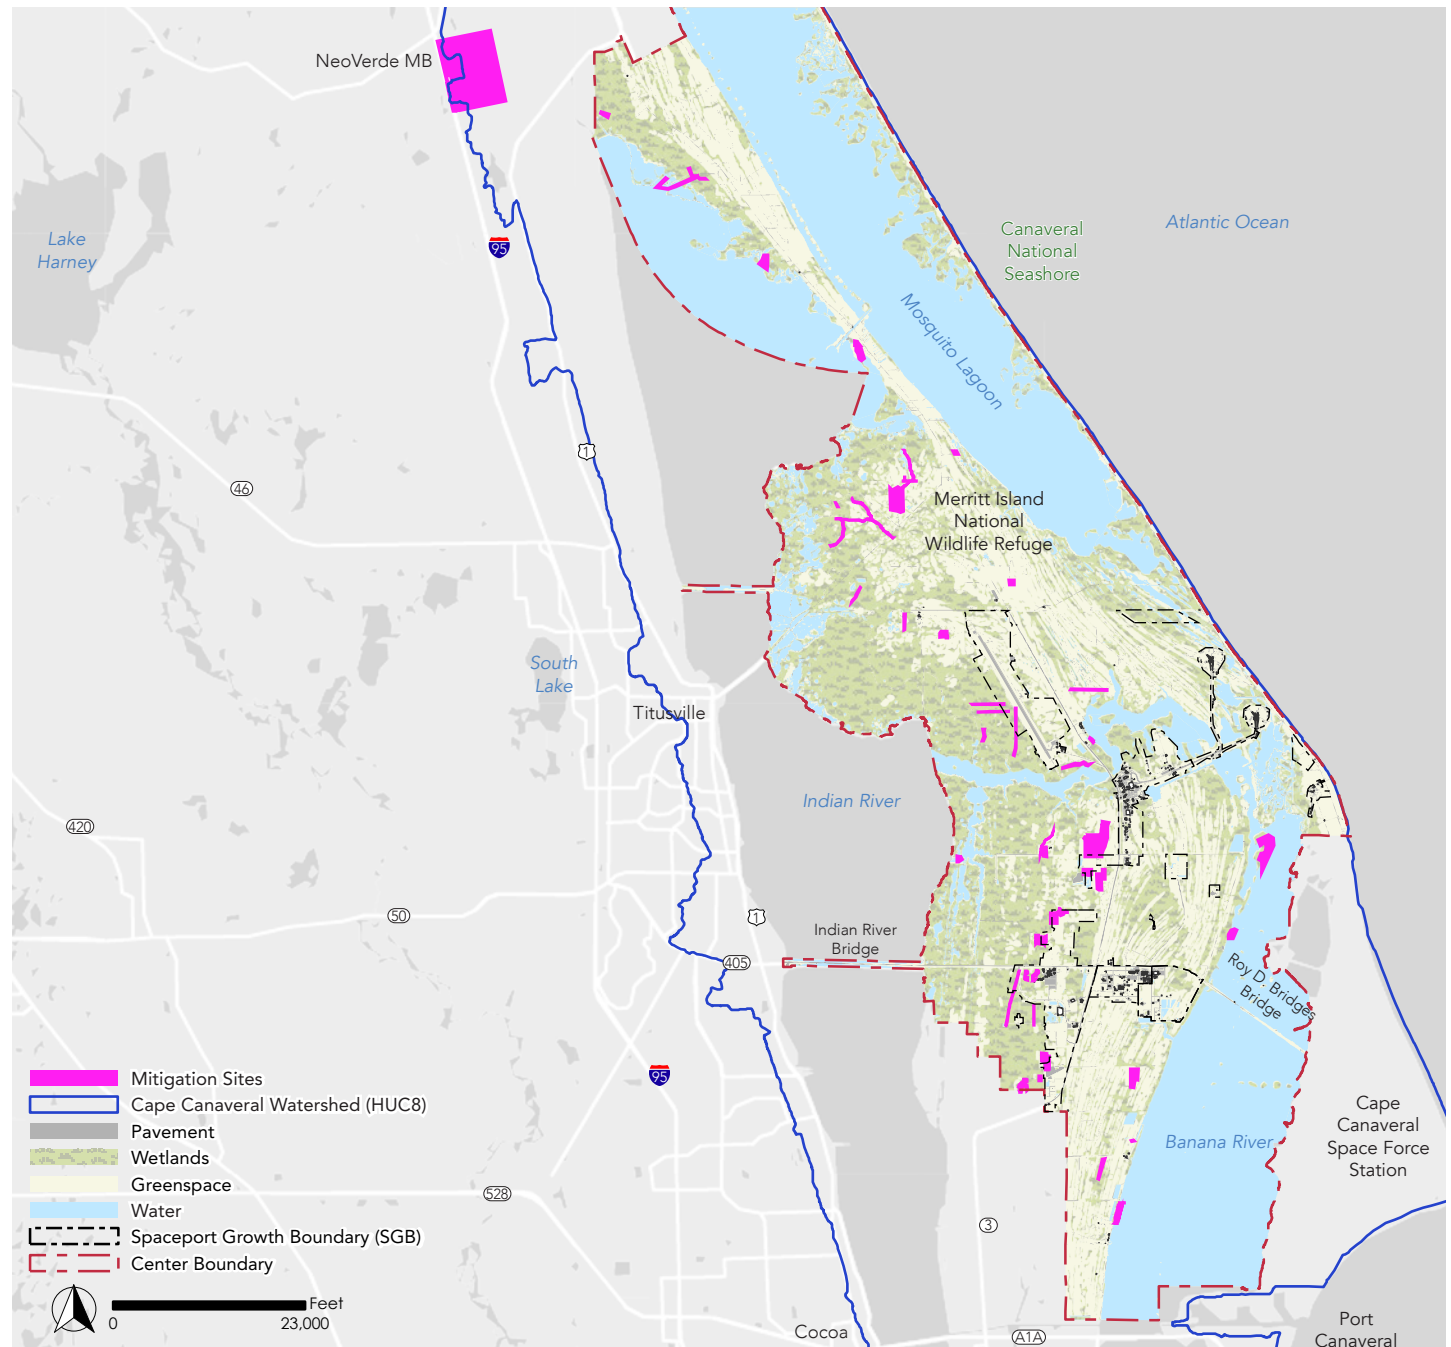 NeoVerde MB
Lake
Harney
95
Canaveral
National
Seashore
Atlantic Ocean
Mosquito Lagoon
1
46
Merritt Island
National
Wildlife Refuge
South
Lake
Titusville
Indian River
420
50
1
Indian River
Bridge
405
Roy D. Bridges
Bridge
95
Mitigation Sites
Cape Canaveral Watershed (HUC8)
Pavement
Wetlands
Greenspace
Water
Spaceport Growth Boundary (SGB)
Center Boundary
Feet
0 23,000
528
Cape
Canaveral
Space Force
Station
Banana River
3
Cocoa
A1A
Port
Canaveral